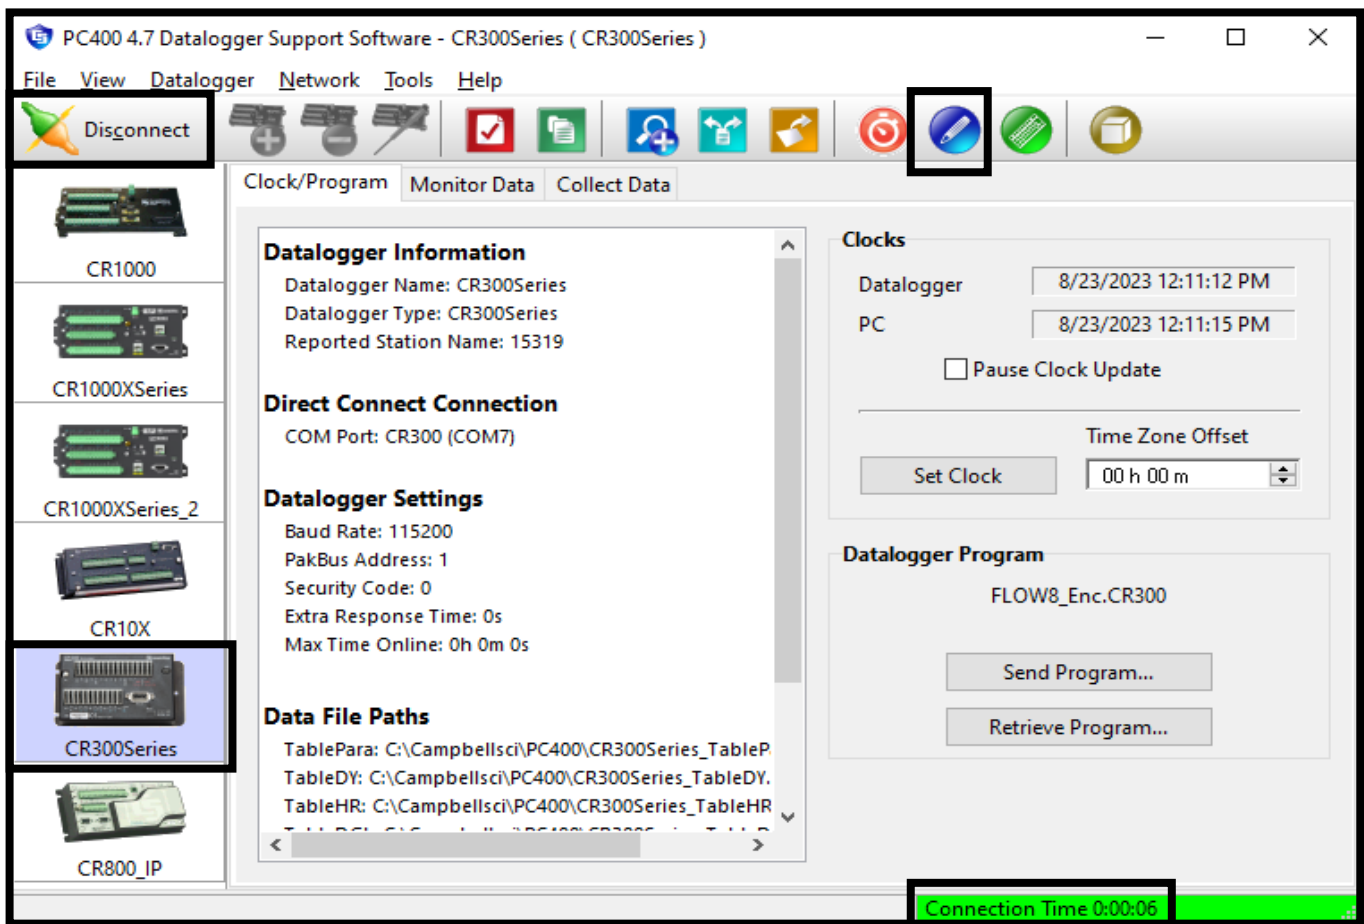 PC400 4.7 Datalogger Support Software - CR300Series ( CR300Series )
File View Datalogger Network Tools Help
Disconnect
CR1000
CR1000XSeries
CR1000XSeries_2
CR10X
CR300Series
CR800_IP
Clock/Program Monitor Data Collect Data
Datalogger Information
Datalogger Name: CR300Series
Datalogger Type: CR300Series
Reported Station Name: 15319
Direct Connect Connection
COM Port: CR300 (COM7)
Datalogger Settings
Baud Rate: 115200
PakBus Address: 1
Security Code: 0
Extra Response Time: 0s
Max Time Online: 0h 0m 0s
Data File Paths
TablePara: C:\Campbellsci\PC400\CR300Series_TableP
TableDY: C:\Campbellsci\PC400\CR300Series_TableDY.
TableHR: C:\Campbellsci\PC400\CR300Series_TableHR
Clocks
Datalogger 8/23/2023 12:11:12 PM
PC 8/23/2023 12:11:15 PM
Pause Clock Update
Time Zone Offset
Set Clock 00 h 00 m
Datalogger Program
FLOW8_Enc.CR300
Send Program...
Retrieve Program...
Connection Time 0:00:06